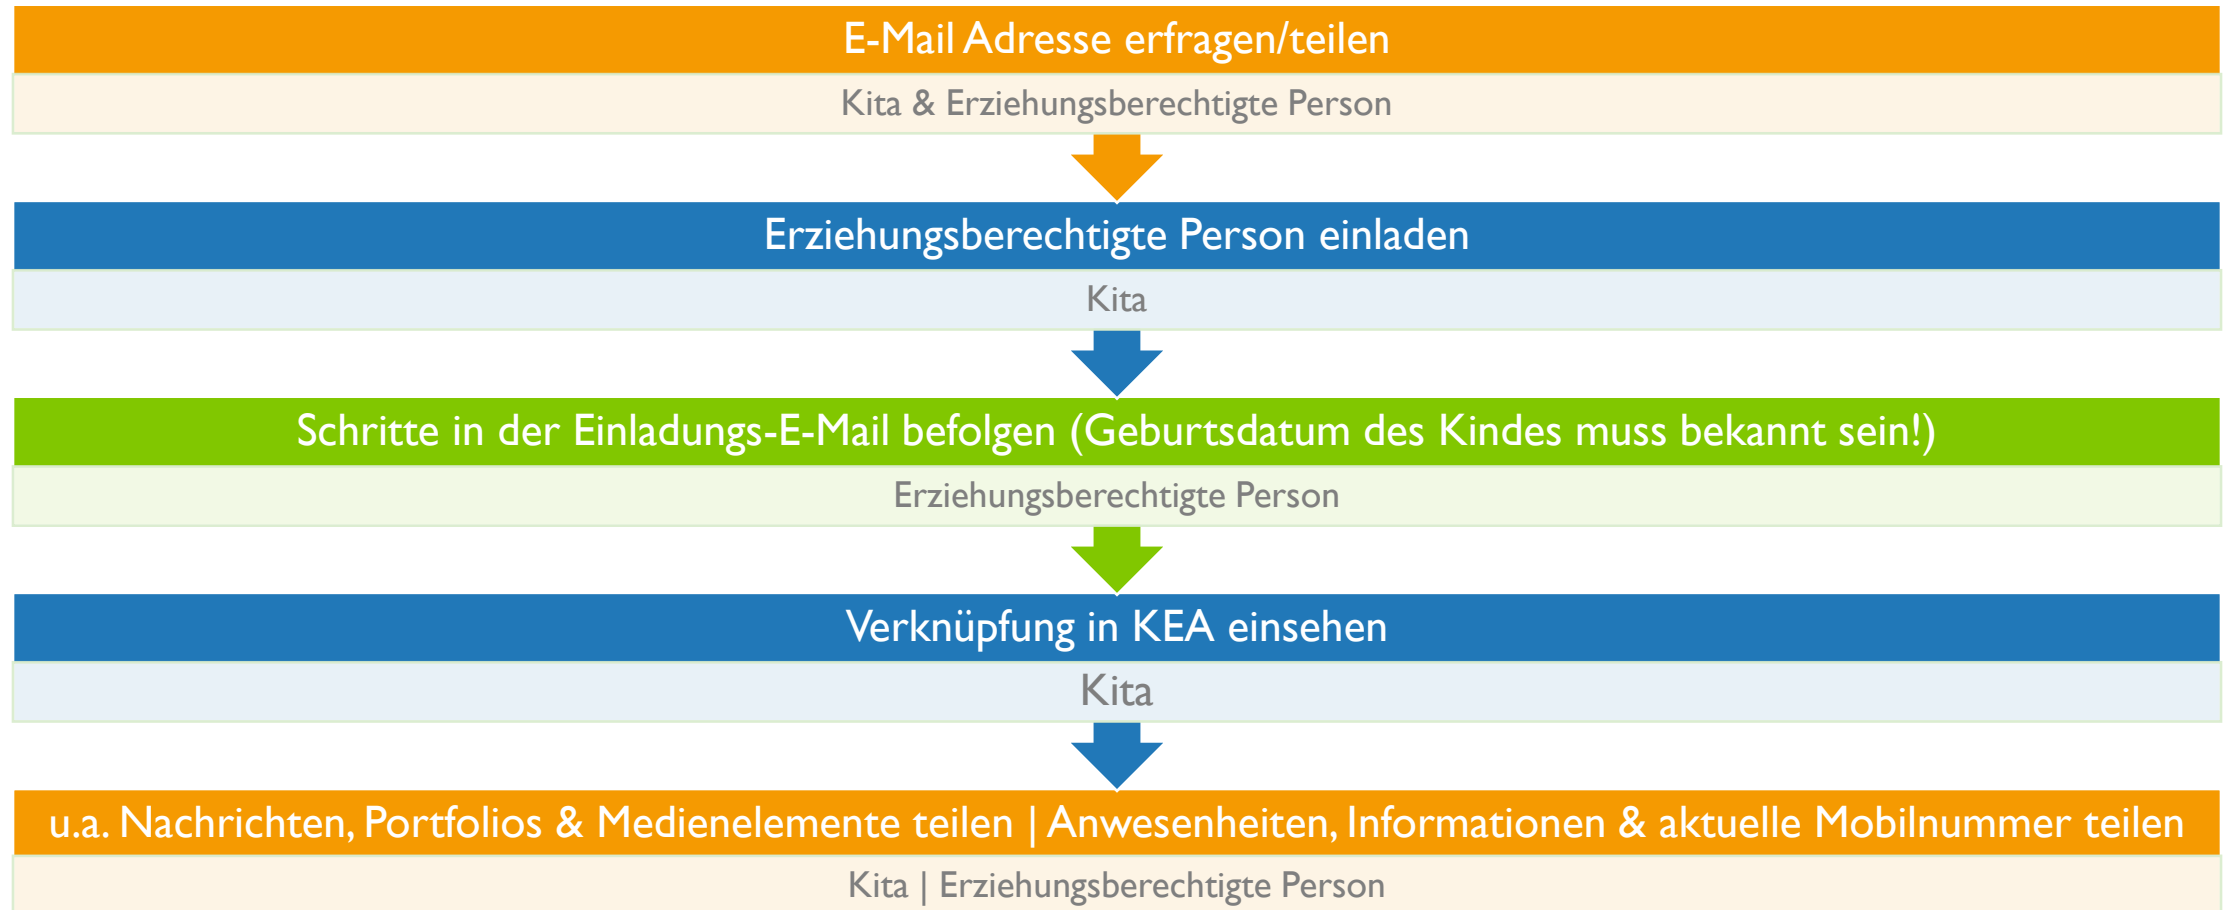 E-Mail Adresse erfragen/teilen
Kita & Erziehungsberechtigte Person
Erziehungsberechtigte Person einladen
Kita
Schritte in der Einladungs-E-Mail befolgen (Geburtsdatum des Kindes muss bekannt sein!)
Erziehungsberechtigte Person
Verknüpfung in KEA einsehen
Kita
u.a. Nachrichten, Portfolios & Medienelemente teilen | Anwesenheiten, Informationen & aktuelle Mobilnummer teilen
Kita | Erziehungsberechtigte Person